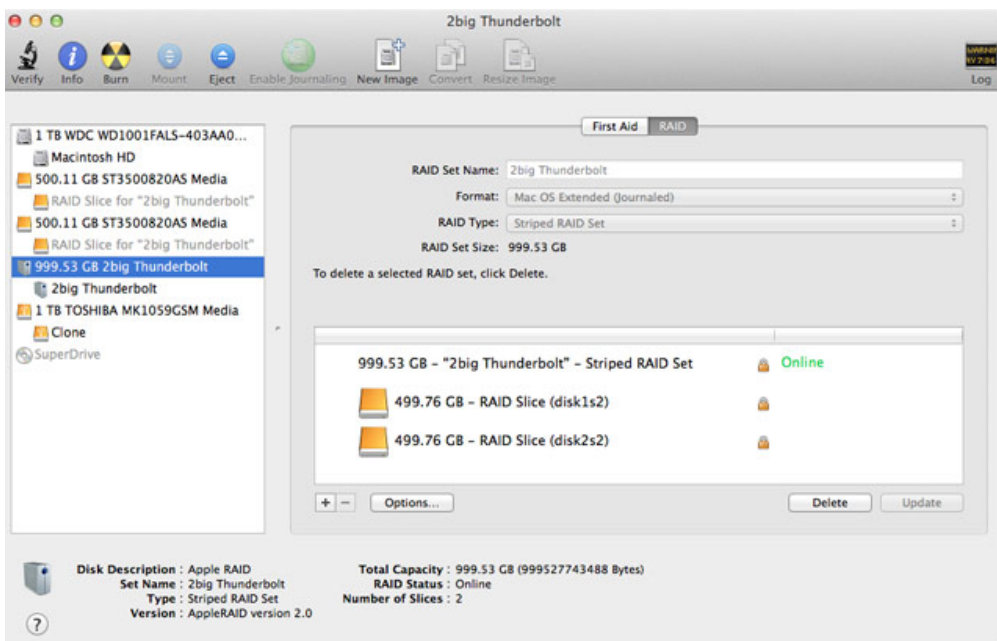 2big Thunderbolt
Verify Info Burn Mount Eject Enable Journaling New Image Convert Resize Image Log
1 TB WDC WD1001FALS-403AA0...
Macintosh HD
500.11 GB ST3500820AS Media
RAID Slice for "2big Thunderbolt"
500.11 GB ST3500820AS Media
RAID Slice for "2big Thunderbolt"
999.53 GB 2big Thunderbolt
2big Thunderbolt
1 TB TOSHIBA MK1059GSM Media
Clone
SuperDrive
First Aid RAID
RAID Set Name: 2big Thunderbolt
Format: Mac OS Extended (Journaled)
RAID Type: Striped RAID Set
RAID Set Size: 999.53 GB
To delete a selected RAID set, click Delete.
999.53 GB – "2big Thunderbolt" – Striped RAID Set Online
499.76 GB – RAID Slice (disk1s2)
499.76 GB – RAID Slice (disk2s2)
+ − Options... Delete Update
Disk Description : Apple RAID
Set Name : 2big Thunderbolt
Type : Striped RAID Set
Version : AppleRAID version 2.0
Total Capacity : 999.53 GB (999527743488 Bytes)
RAID Status : Online
Number of Slices : 2
?